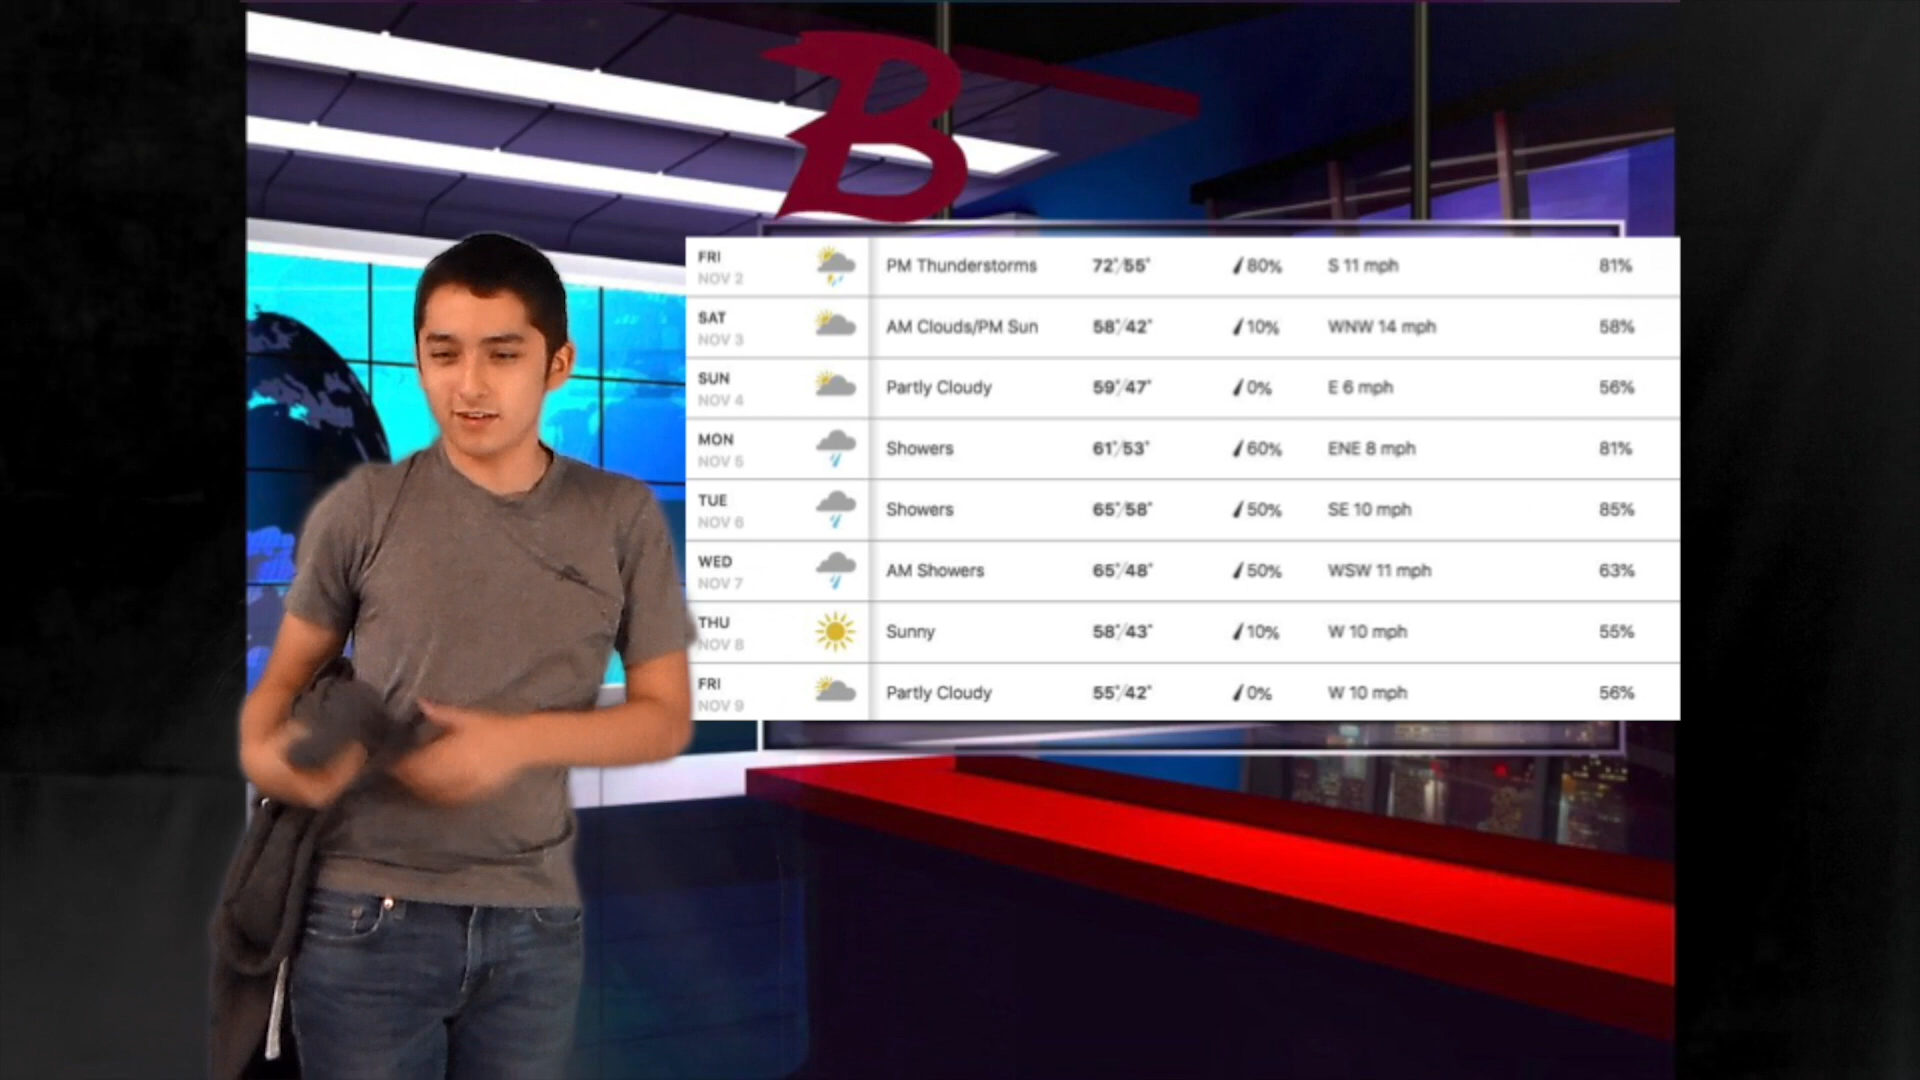 B
FRI
NOV 2
PM Thunderstorms 72°/55° 80% S 11 mph 81%
SAT
NOV 3
AM Clouds/PM Sun 58°/42° 10% WNW 14 mph 58%
SUN
NOV 4
Partly Cloudy 59°/47° 0% E 6 mph 56%
MON
NOV 5
Showers 61°/53° 60% ENE 8 mph 81%
TUE
NOV 6
Showers 65°/58° 50% SE 10 mph 85%
WED
NOV 7
AM Showers 65°/48° 50% WSW 11 mph 63%
THU
NOV 8
Sunny 58°/43° 10% W 10 mph 55%
FRI
NOV 9
Partly Cloudy 55°/42° 0% W 10 mph 56%